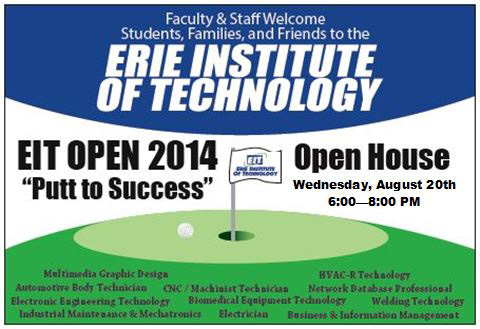 Faculty & Staff Welcome
Students, Families, and Friends to the
ERIE INSTITUTE
OF TECHNOLOGY
EIT OPEN 2014
"Putt to Success"
EIT
ERIE INSTITUTE
OF TECHNOLOGY
Open House
Wednesday, August 20th
6:00—8:00 PM
Multimedia Graphic Design
HVAC-R Technology
Automotive Body Technician
CNC / Machinist Technician
Network Database Professional
Electronic Engineering Technology
Biomedical Equipment Technology
Welding Technology
Industrial Maintenance & Mechatronics
Electrician
Business & Information Management